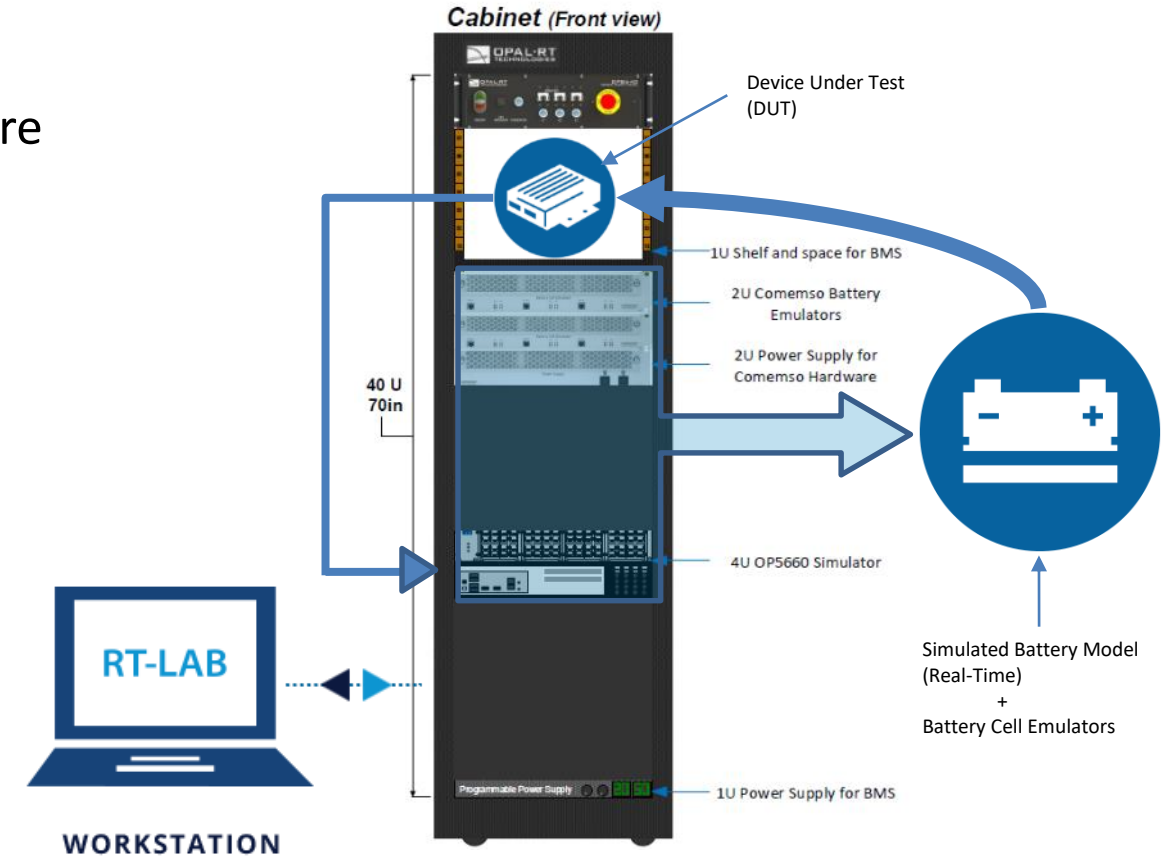 Cabinet (Front view)
OPAL-RT
TECHNOLOGIES
re
OPAL-RT
Device Under Test
(DUT)
1U Shelf and space for BMS
2U Comemso Battery
Emulators
2U Power Supply for
Comemso Hardware
40 U
70in
4U OP5660 Simulator
RT-LAB
Simulated Battery Model
(Real-Time)
+
Battery Cell Emulators
Programmable Power Supply
1U Power Supply for BMS
WORKSTATION